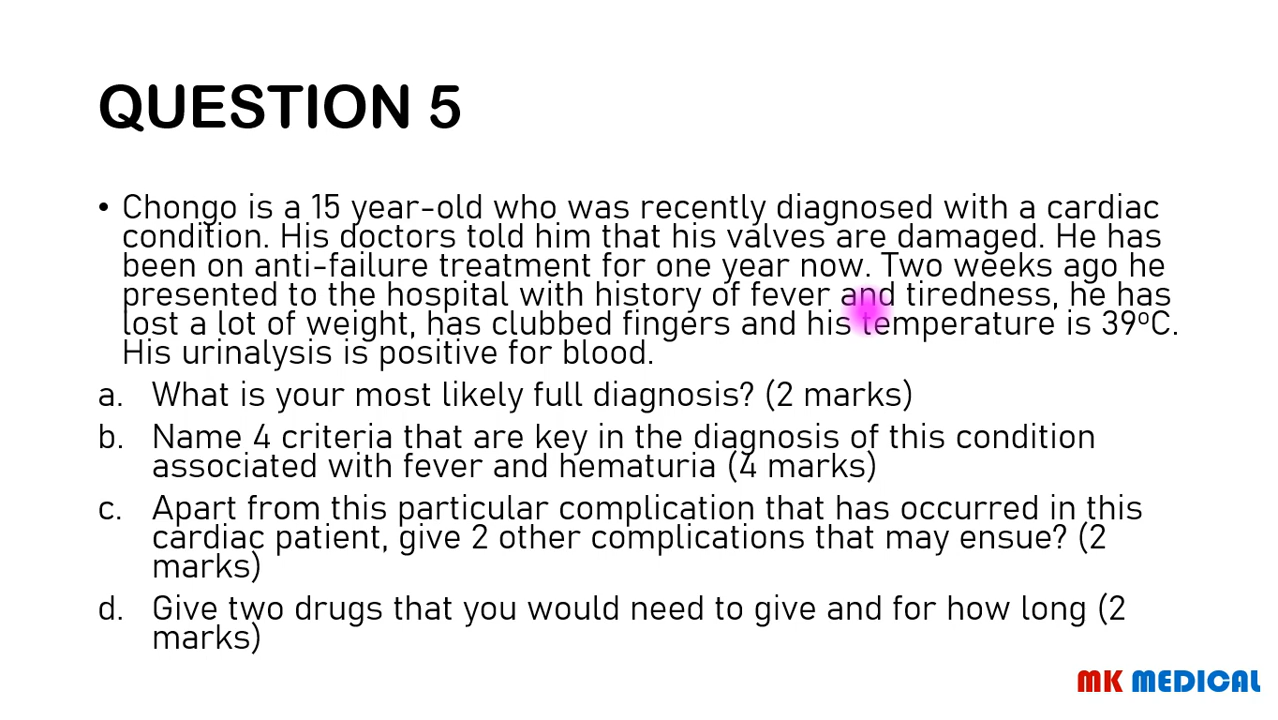 QUESTION 5
• Chongo is a 15 year-old who was recently diagnosed with a cardiac
condition. His doctors told him that his valves are damaged. He has
been on anti-failure treatment for one year now. Two weeks ago he
presented to the hospital with history of fever and tiredness, he has
lost a lot of weight, has clubbed fingers and his temperature is 39ºC.
His urinalysis is positive for blood.
a. What is your most likely full diagnosis? (2 marks)
b. Name 4 criteria that are key in the diagnosis of this condition
associated with fever and hematuria (4 marks)
c. Apart from this particular complication that has occurred in this
cardiac patient, give 2 other complications that may ensue? (2
marks)
d. Give two drugs that you would need to give and for how long (2
marks)
MK MEDICAL